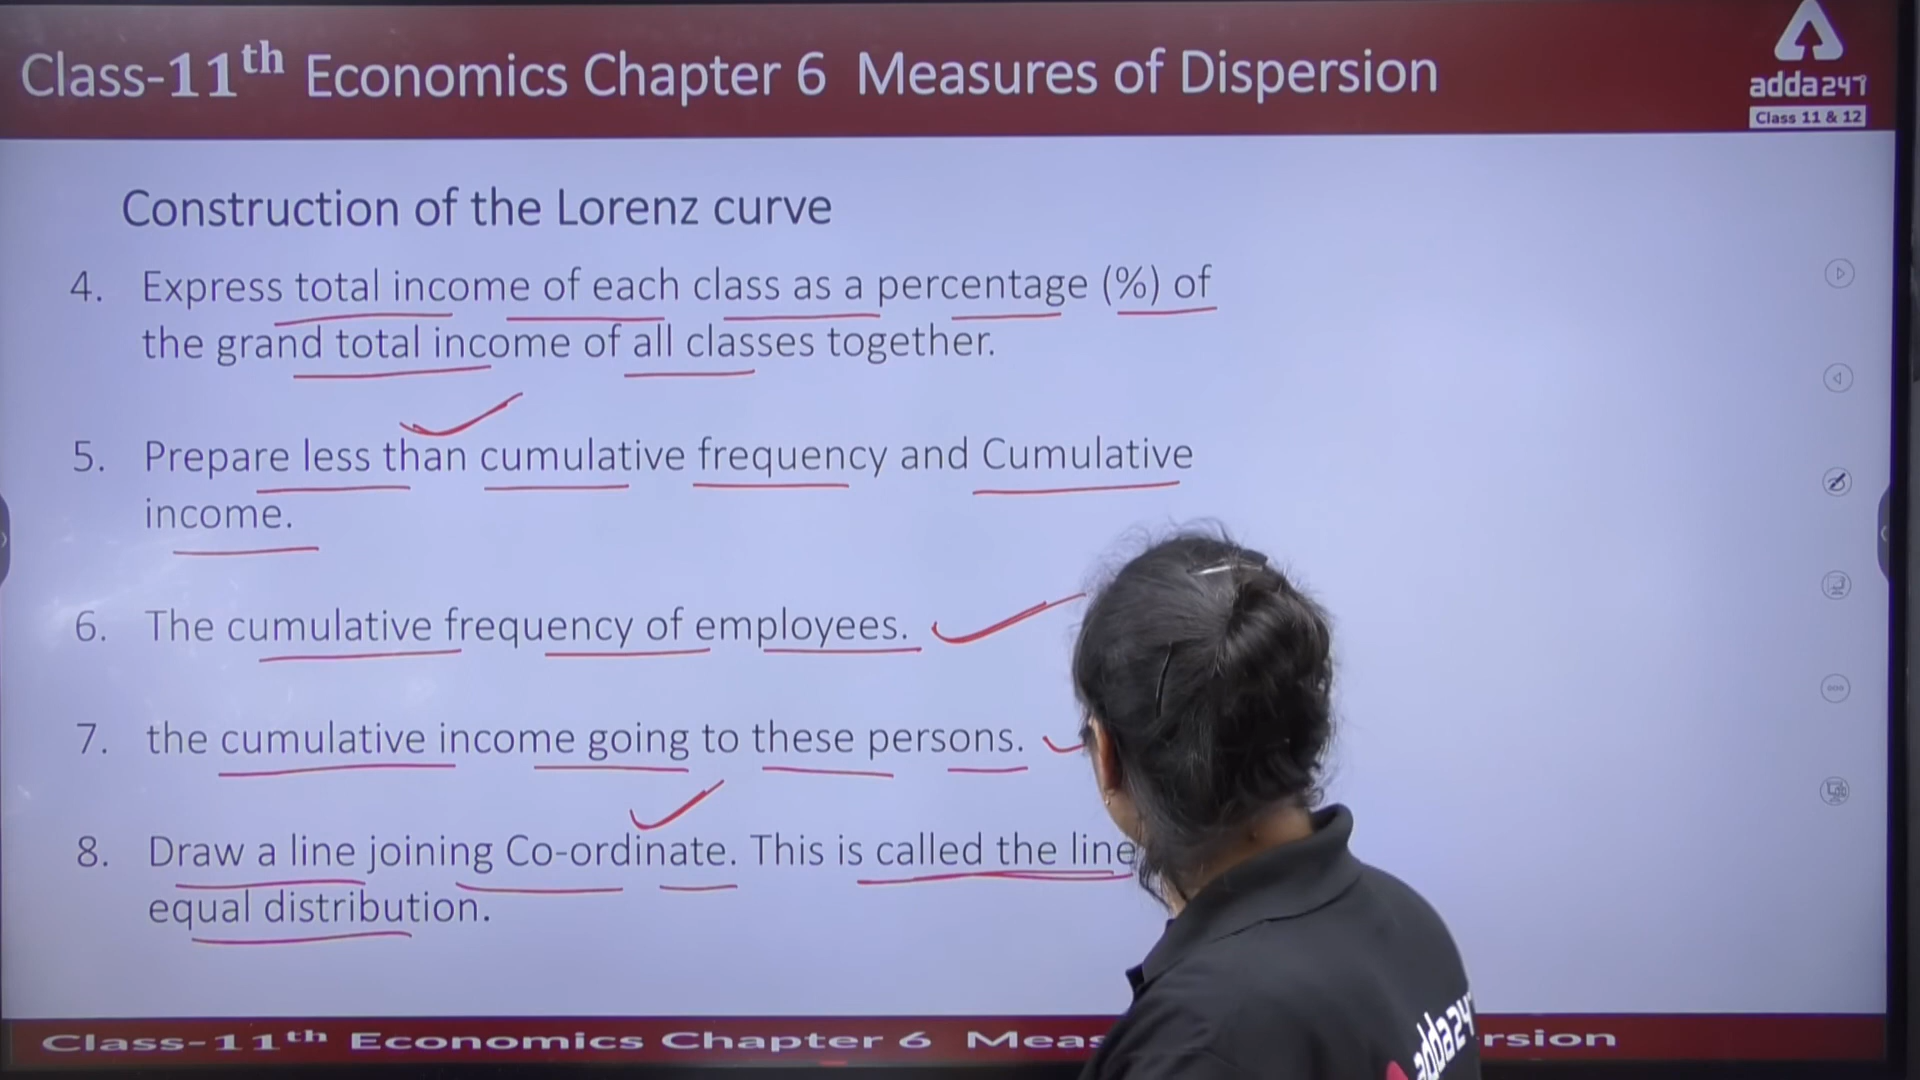 Class-11th Economics Chapter 6 Measures of Dispersion
adda247
Class 11 & 12
Construction of the Lorenz curve
4. Express total income of each class as a percentage (%) of
the grand total income of all classes together.
5. Prepare less than cumulative frequency and Cumulative
income.
6. The cumulative frequency of employees.
7. the cumulative income going to these persons.
8. Draw a line joining Co-ordinate. This is called the line
equal distribution.
Class-11th Economics Chapter 6 Meas rsion
adda247